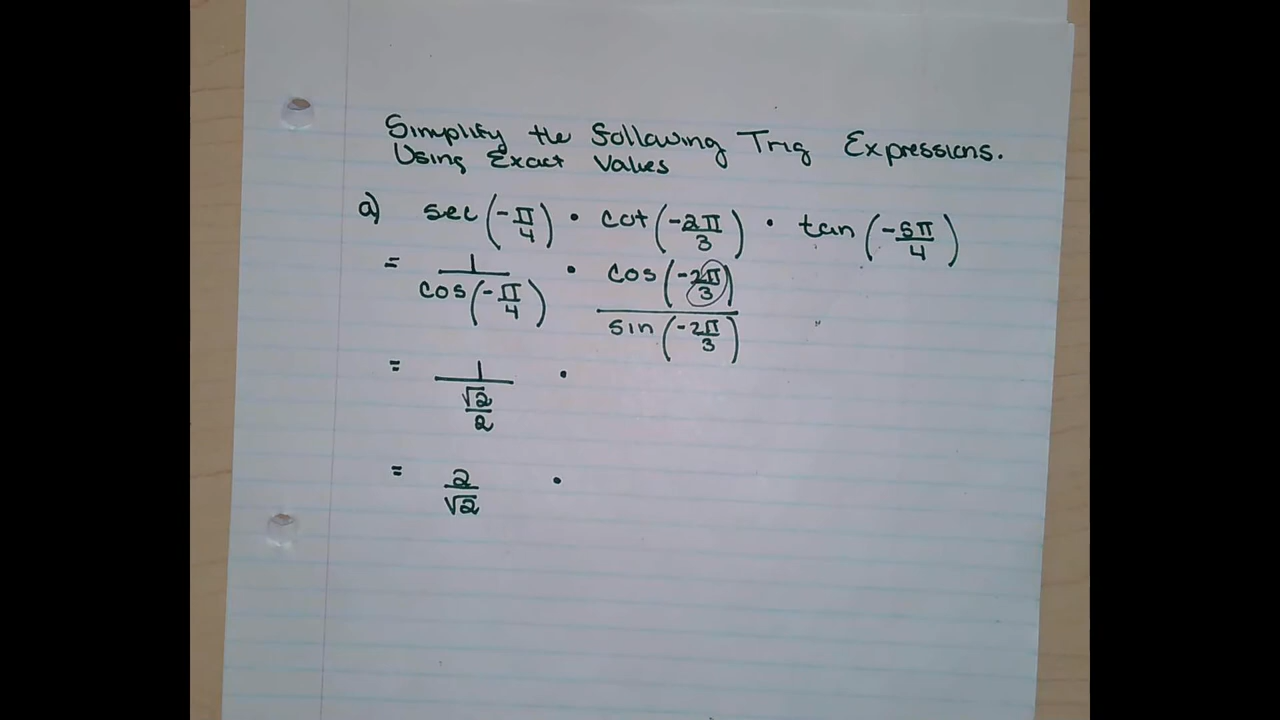 Simplify the following Trig Expressions.
Using Exact Values
a) sec(-π/4) · cot(-2π/3) · tan(-5π/4)
= 1/cos(-π/4) · cos(-2π/3)/sin(-2π/3)
= 1/(√2/2) ·
= 2/√2 ·